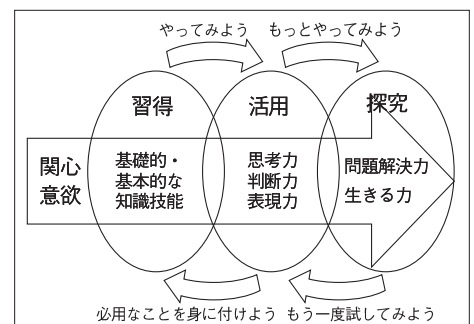 やってみよう
もっとやってみよう
習得
活用
探究
関心
意欲
基礎的・
基本的な
知識技能
思考力
判断力
表現力
問題解決力
生きる力
必用なことを身に付けよう
もう一度試してみよう